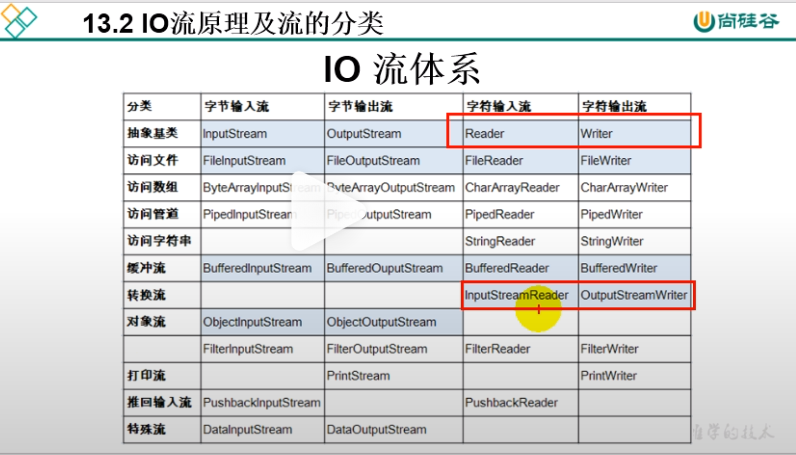 13.2 IO流原理及流的分类
尚硅谷
IO 流体系
分类 字节输入流 字节输出流 字符输入流 字符输出流
抽象基类 InputStream OutputStream Reader Writer
访问文件 FileInputStream FileOutputStream FileReader FileWriter
访问数组 ByteArrayInputStream ByteArrayOutputStream CharArrayReader CharArrayWriter
访问管道 PipedInputStream PipedOutputStream PipedReader PipedWriter
访问字符串 StringReader StringWriter
缓冲流 BufferedInputStream BufferedOuputStream BufferedReader BufferedWriter
转换流 InputStreamReader OutputStreamWriter
对象流 ObjectInputStream ObjectOutputStream
FilterInputStream FilterOutputStream FilterReader FilterWriter
打印流 PrintStream PrintWriter
推回输入流 PushbackInputStream PushbackReader
特殊流 DataInputStream DataOutputStream